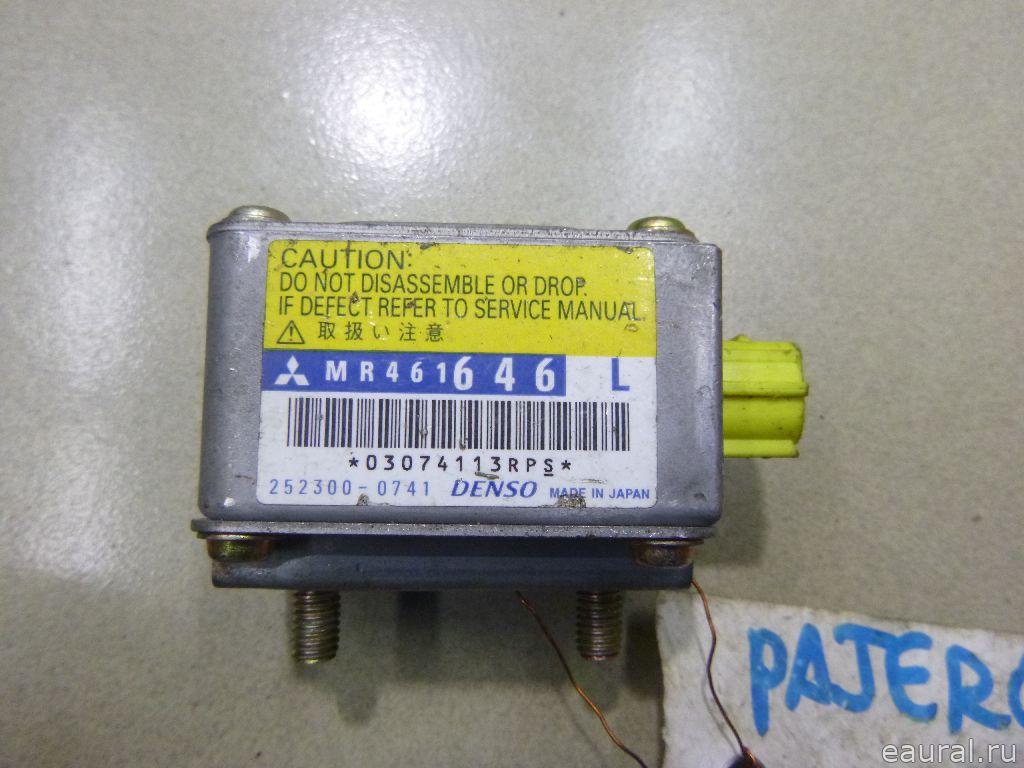 CAUTION:
DO NOT DISASSEMBLE OR DROP.
IF DEFECT REFER TO SERVICE MANUAL.
取扱い注意
MR461646 L
*03074113RPS*
252300-0741 DENSO MADE IN JAPAN
PAJERO
eaural.ru